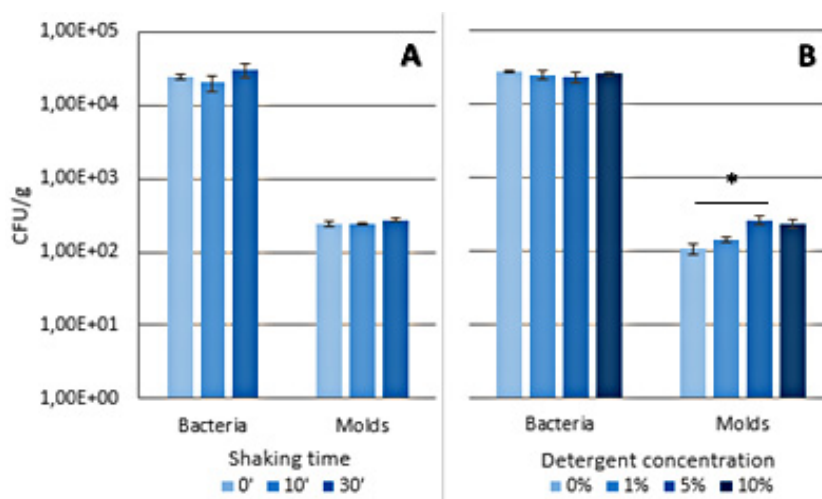 1,00E+05
1,00E+04
1,00E+03
1,00E+02
1,00E+01
1,00E+00
CFU/g
A
Bacteria Molds
Shaking time
0' 10' 30'
B
*
Bacteria Molds
Detergent concentration
0% 1% 5% 10%